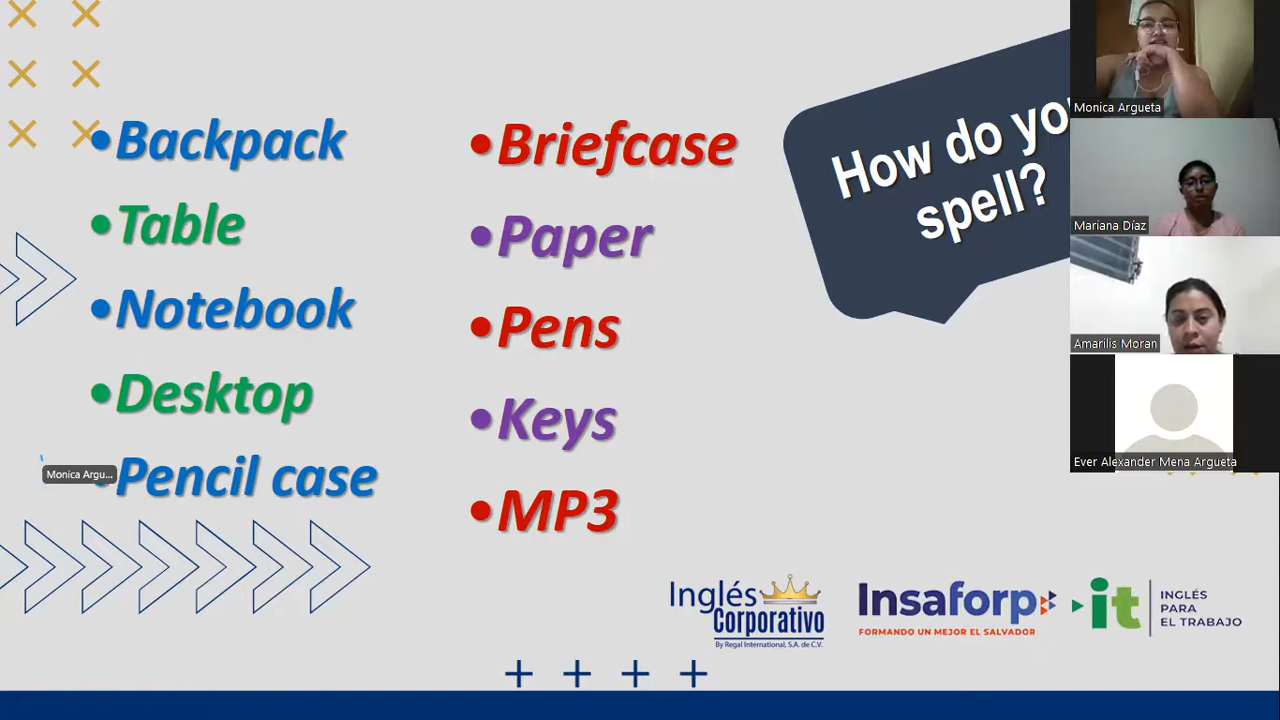 •Backpack
•Table
•Notebook
•Desktop
•Pencil case
•Briefcase
•Paper
•Pens
•Keys
•MP3
How do yo
spell?
Monica Argueta
Mariana Díaz
Amarilis Moran
Ever Alexander Mena Argueta
Monica Argu...
Inglés
Corporativo
By Regal International, S.A. de C.V.
Insaforp
FORMANDO UN MEJOR EL SALVADOR
it
INGLÉS
PARA
EL TRABAJO